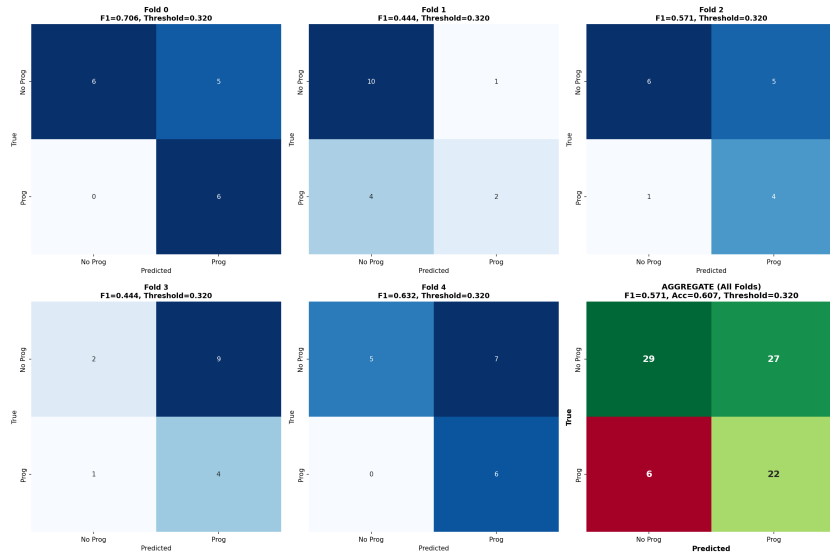 Fold 0
F1=0.706, Threshold=0.320
No Prog
6
5
True
Prog
0
6
No Prog
Prog
Predicted
Fold 1
F1=0.444, Threshold=0.320
No Prog
10
1
True
Prog
4
2
No Prog
Prog
Predicted
Fold 2
F1=0.571, Threshold=0.320
No Prog
6
5
True
Prog
1
4
No Prog
Prog
Predicted
Fold 3
F1=0.444, Threshold=0.320
No Prog
2
9
True
Prog
1
4
No Prog
Prog
Predicted
Fold 4
F1=0.632, Threshold=0.320
No Prog
5
7
True
Prog
0
6
No Prog
Prog
Predicted
AGGREGATE (All Folds)
F1=0.571, Acc=0.607, Threshold=0.320
No Prog
29
27
True
Prog
6
22
No Prog
Prog
Predicted